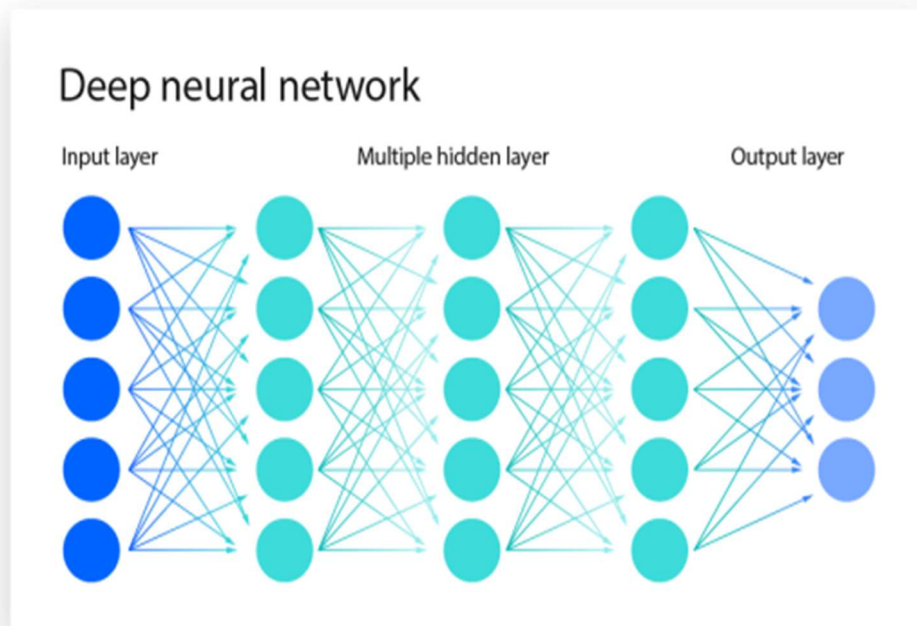 Deep neural network
Input layer
Multiple hidden layer
Output layer